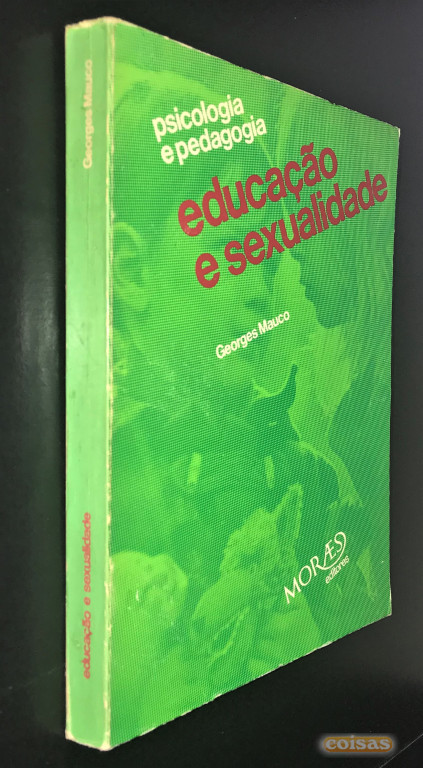 psicologia
e pedagogia
educação
e sexualidade
Georges Mauco
MORÆS
editores
Georges Mauco
educação e sexualidade
coisas